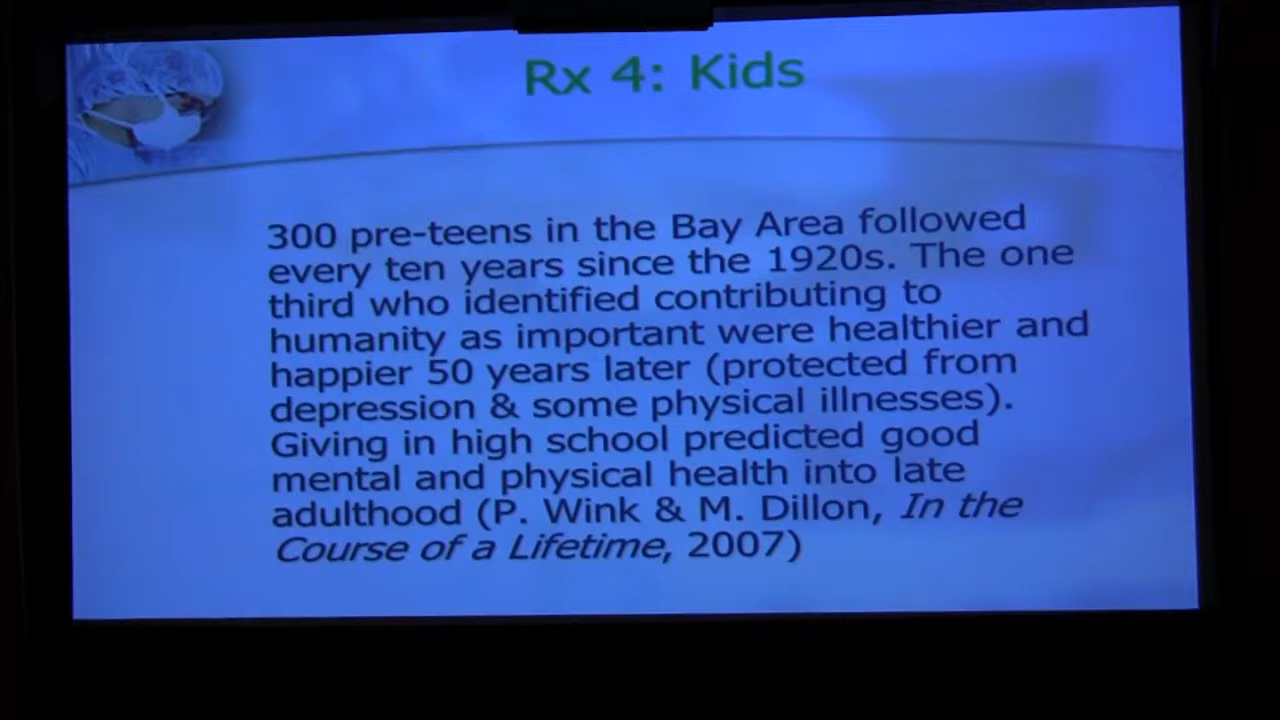 Rx 4: Kids
300 pre-teens in the Bay Area followed
every ten years since the 1920s. The one
third who identified contributing to
humanity as important were healthier and
happier 50 years later (protected from
depression & some physical illnesses).
Giving in high school predicted good
mental and physical health into late
adulthood (P. Wink & M. Dillon, In the
Course of a Lifetime, 2007)